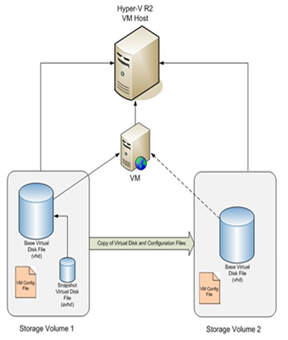 Hyper-V R2
VM Host
VM
Base Virtual
Disk File
(vhd)
VM Config
File
Snapshot
Virtual Disk
File
(avhd)
Storage Volume 1
Copy of Virtual Disk and Configuration Files
Base Virtual
Disk File
(vhd)
VM Config
File
Storage Volume 2